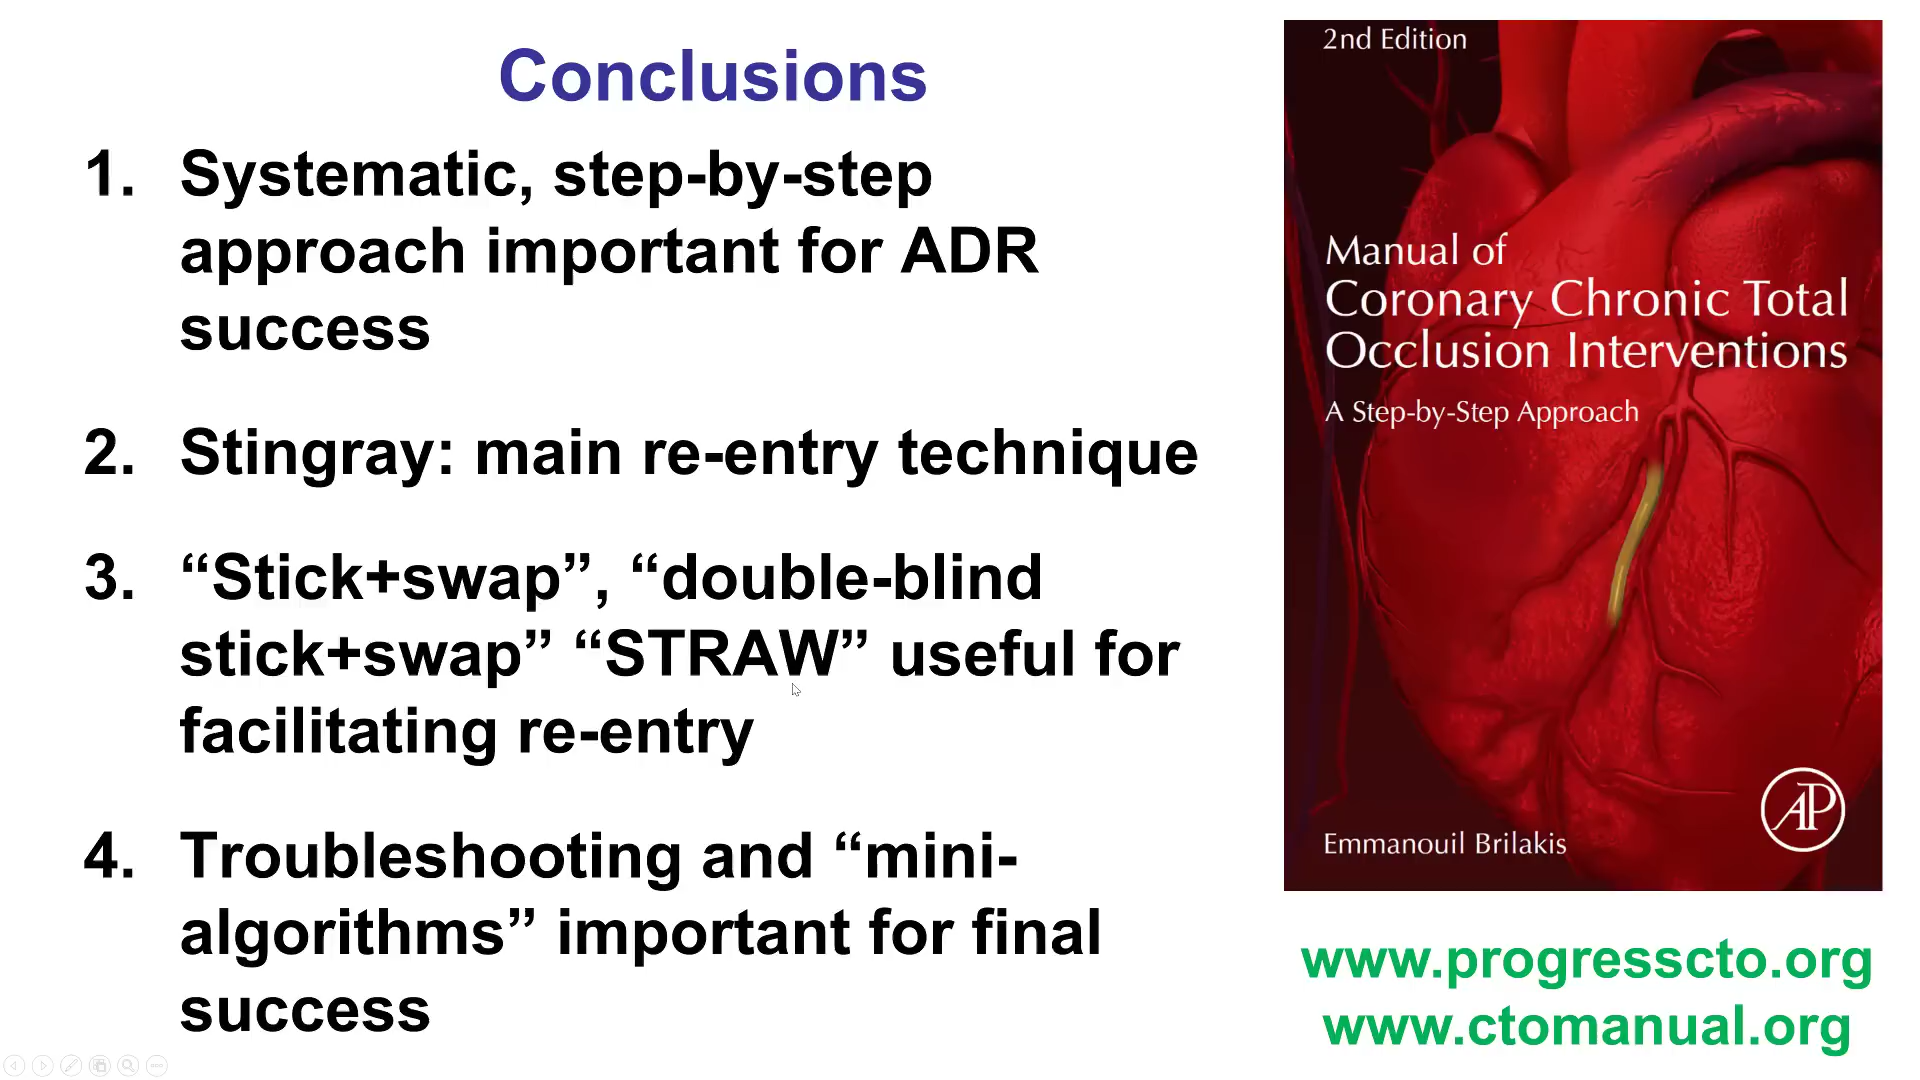 Conclusions
1. Systematic, step-by-step
approach important for ADR
success
2. Stingray: main re-entry technique
3. “Stick+swap”, “double-blind
stick+swap” “STRAW” useful for
facilitating re-entry
4. Troubleshooting and “mini-
algorithms” important for final
success
2nd Edition
Manual of
Coronary Chronic Total
Occlusion Interventions
A Step-by-Step Approach
Emmanouil Brilakis
AP
www.progresscto.org
www.ctomanual.org